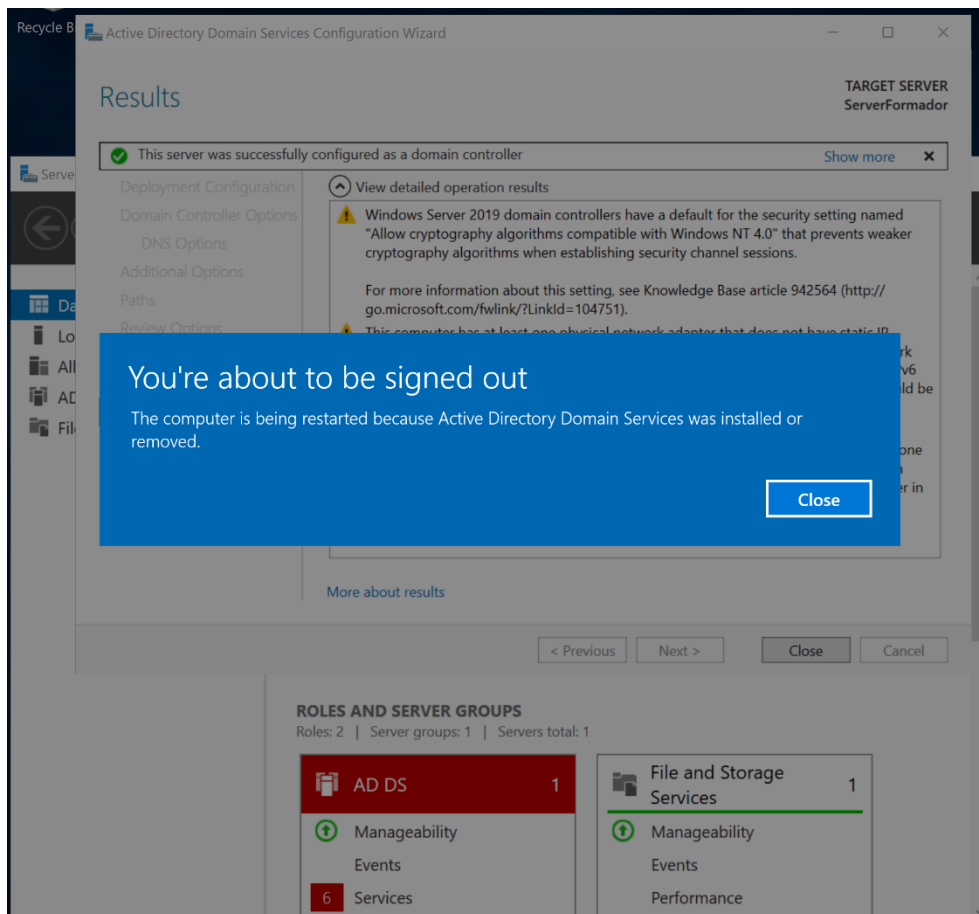 Recycle B
Active Directory Domain Services Configuration Wizard
Results
TARGET SERVER
ServerFormador
This server was successfully configured as a domain controller
Show more
Serve
Deployment Configuration
Domain Controller Options
DNS Options
Additional Options
Paths
Review Options
View detailed operation results
Windows Server 2019 domain controllers have a default for the security setting named
"Allow cryptography algorithms compatible with Windows NT 4.0" that prevents weaker
cryptography algorithms when establishing security channel sessions.
For more information about this setting, see Knowledge Base article 942564 (http://
go.microsoft.com/fwlink/?LinkId=104751).
This computer has at least one physical network adapter that does not have static IP
rk
v6
ld be
one
er in
Da
Lo
All
AD
File
You're about to be signed out
The computer is being restarted because Active Directory Domain Services was installed or
removed.
Close
More about results
< Previous
Next >
Close
Cancel
ROLES AND SERVER GROUPS
Roles: 2 | Server groups: 1 | Servers total: 1
AD DS 1
Manageability
Events
6 Services
File and Storage
Services 1
Manageability
Events
Performance